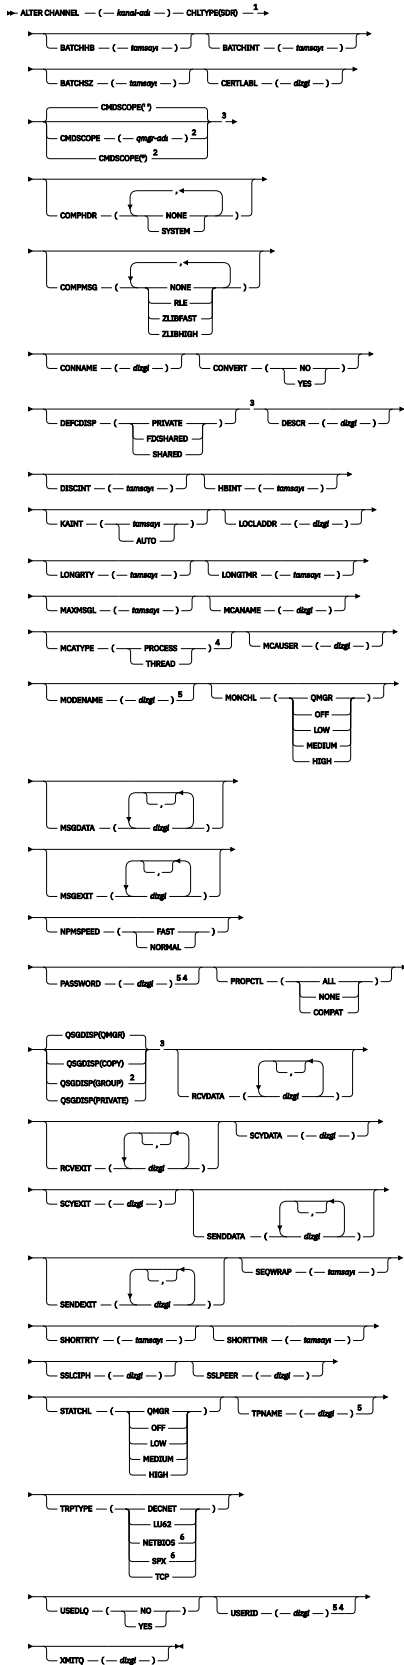 ALTER CHANNEL ( kanal-adı ) CHLTYPE(SDR) 1
BATCHHB ( tamsayı ) BATCHINT ( tamsayı )
BATCHSZ ( tamsayı ) CERTLABL ( dizgi )
CMDSCOPE(' ')
3
CMDSCOPE ( qmgr-adı ) 2
CMDSCOPE(*) 2
,
COMPHDR ( NONE )
SYSTEM
,
COMPMSG ( NONE )
RLE
ZLIBFAST
ZLIBHIGH
CONNAME ( dizgi ) CONVERT ( NO )
YES
3
DEFCDISP ( PRIVATE ) DESCR ( dizgi )
FIXSHARED
SHARED
DISCINT ( tamsayı ) HBINT ( tamsayı )
KAINT ( tamsayı ) LOCLADDR ( dizgi )
AUTO
LONGRTY ( tamsayı ) LONGTMR ( tamsayı )
MAXMSGL ( tamsayı ) MCANAME ( dizgi )
MCATYPE ( PROCESS ) 4 MCAUSER ( dizgi )
THREAD
MODENAME ( dizgi ) 5 MONCHL ( QMGR )
OFF
LOW
MEDIUM
HIGH
,
MSGDATA ( dizgi )
,
MSGEXIT ( dizgi )
NPMSPEED ( FAST )
NORMAL
PASSWORD ( dizgi ) 5 4 PROPCTL ( ALL )
NONE
COMPAT
QSGDISP(QMGR)
3
QSGDISP(COPY)
,
QSGDISP(GROUP) 2
QSGDISP(PRIVATE) RCVDATA ( dizgi )
,
SCYDATA ( dizgi )
RCVEXIT ( dizgi )
SCYEXIT ( dizgi )
,
SENDDATA ( dizgi )
,
SEQWRAP ( tamsayı )
SENDEXIT ( dizgi )
SHORTRTY ( tamsayı ) SHORTTMR ( tamsayı )
SSLCIPH ( dizgi ) SSLPEER ( dizgi )
STATCHL ( QMGR ) TPNAME ( dizgi ) 5
OFF
LOW
MEDIUM
HIGH
TRPTYPE ( DECNET )
LU62
NETBIOS 6
SPX 6
TCP
USEDLQ ( NO ) USERID ( dizgi ) 5 4
YES
XMITQ ( dizgi )